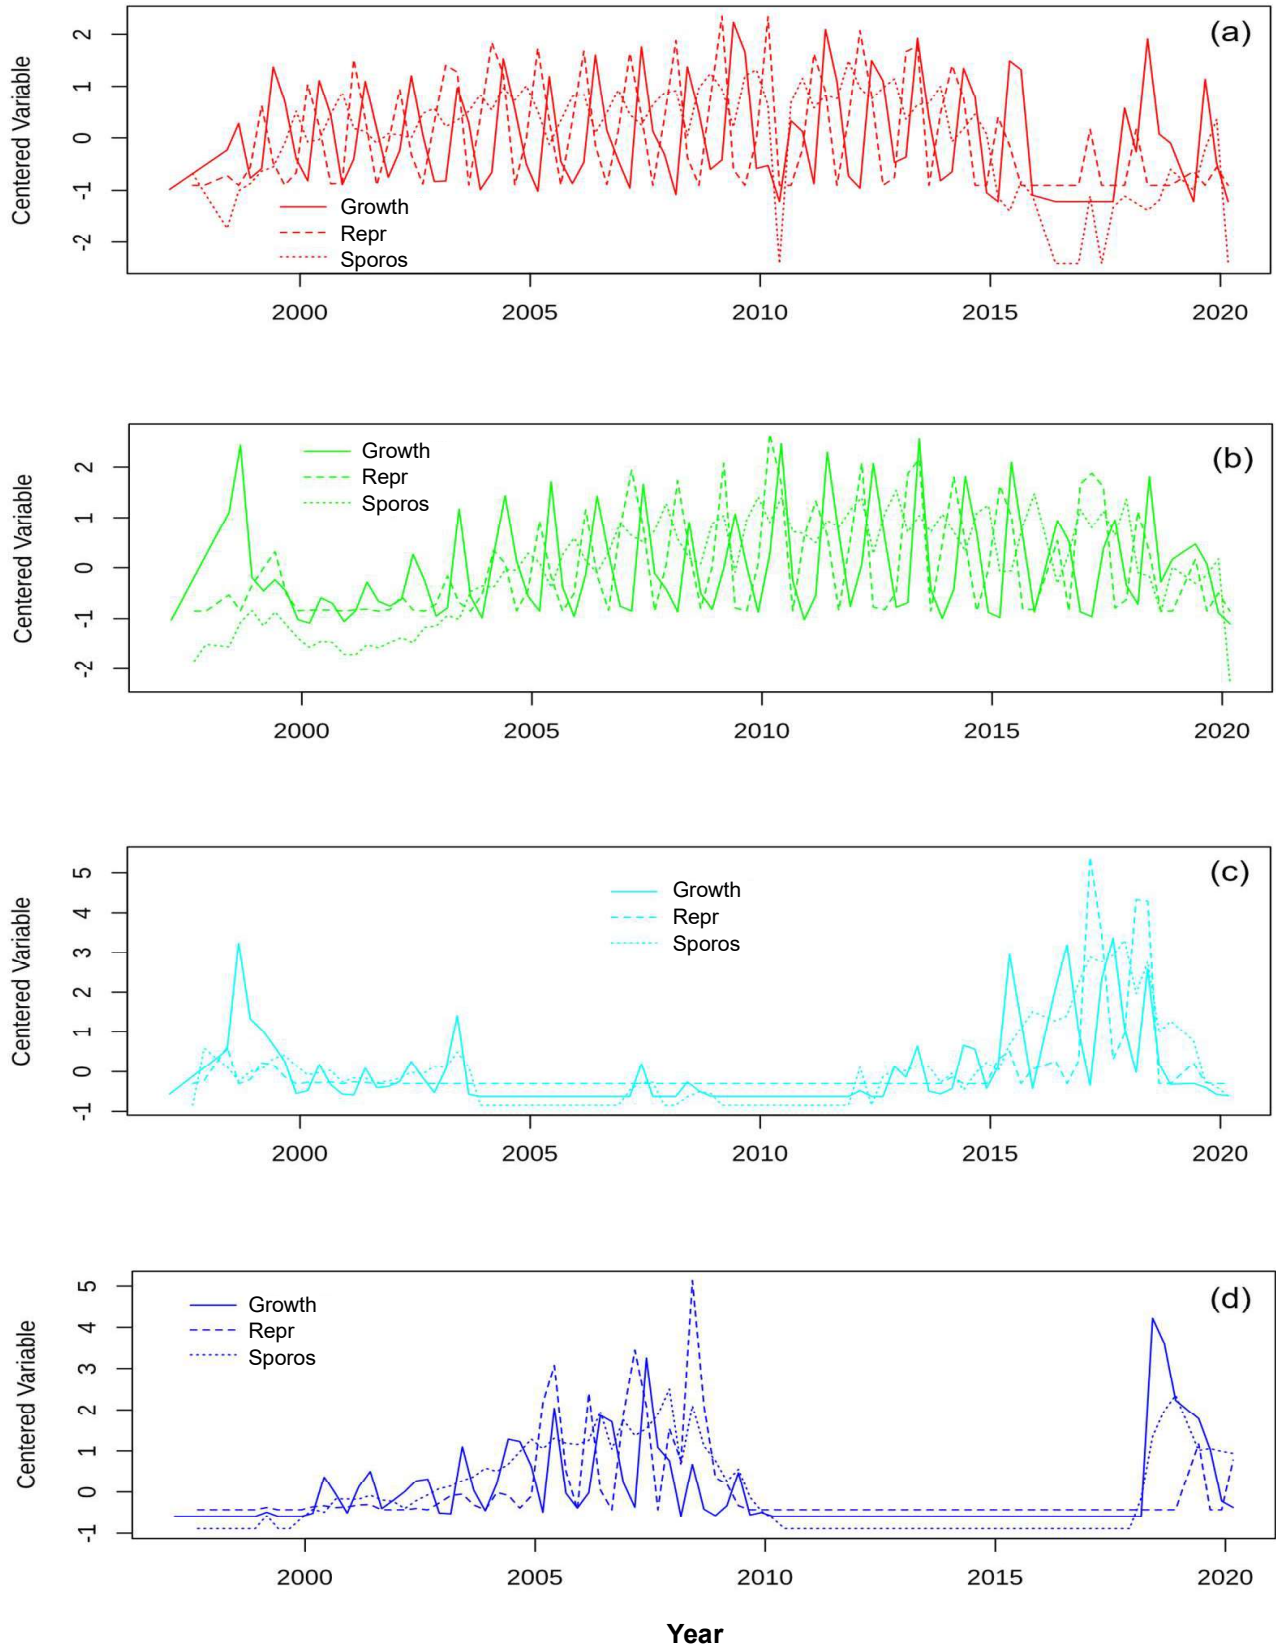 (a)
Centered Variable
2
1
0
-1
-2
Growth
Repr
Sporos
2000 2005 2010 2015 2020
(b)
Centered Variable
2
1
0
-1
-2
Growth
Repr
Sporos
2000 2005 2010 2015 2020
(c)
Centered Variable
5
4
3
2
1
0
-1
Growth
Repr
Sporos
2000 2005 2010 2015 2020
(d)
Centered Variable
5
4
3
2
1
0
-1
Growth
Repr
Sporos
2000 2005 2010 2015 2020
Year